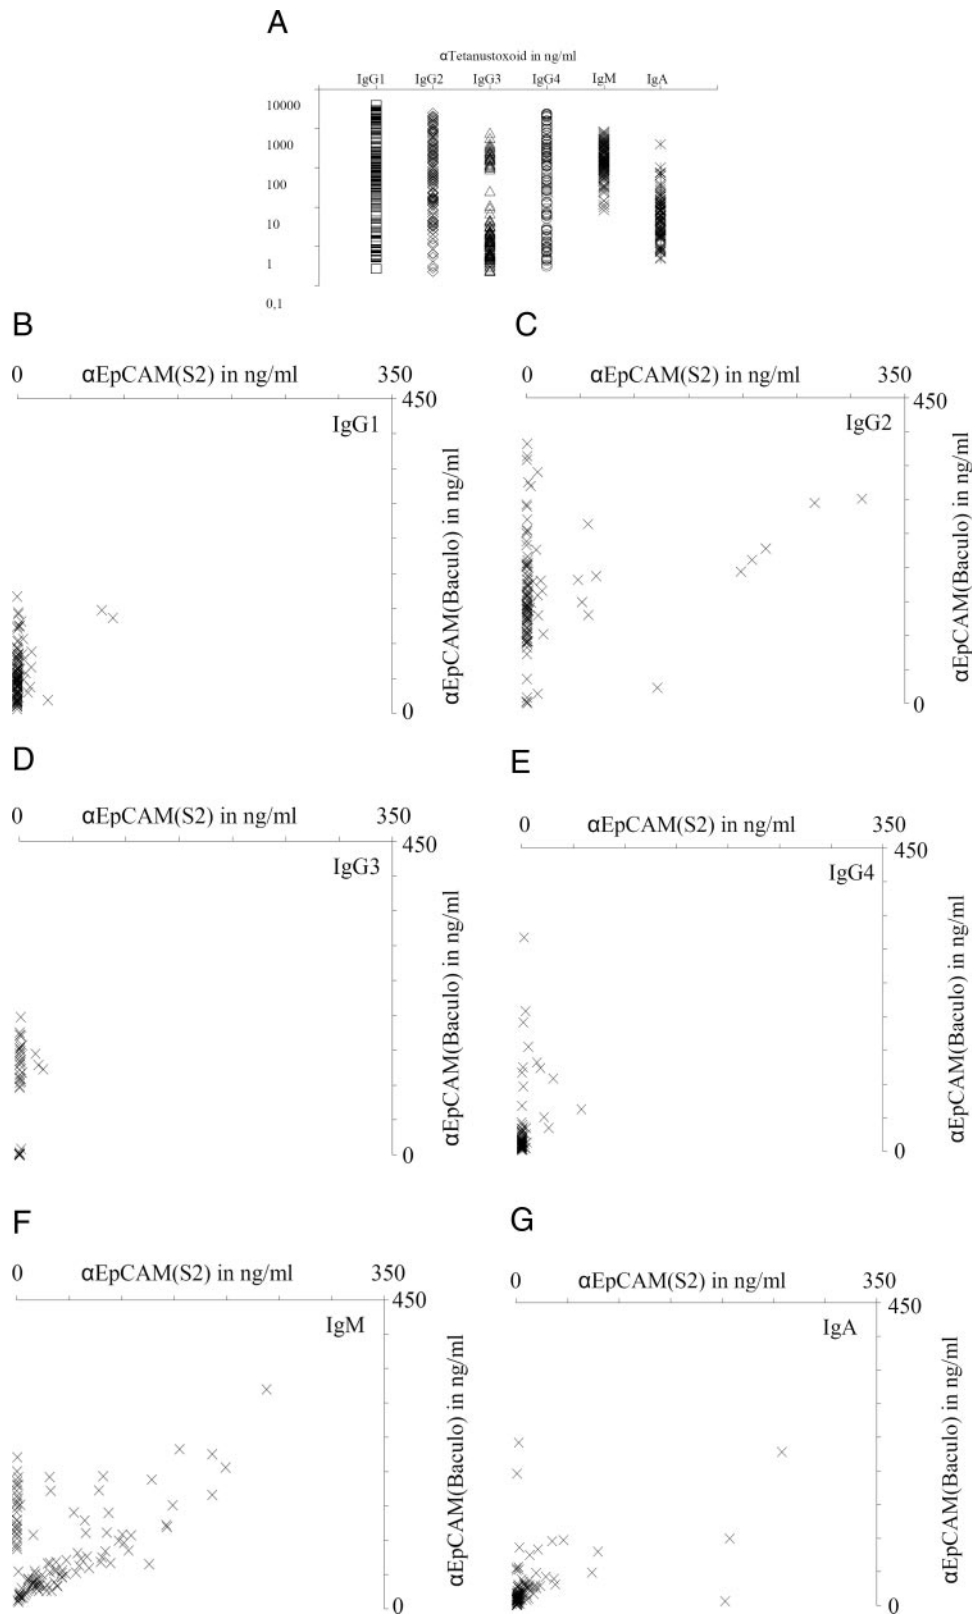 A
αTetanustoxoid in ng/ml
IgG1 IgG2 IgG3 IgG4 IgM IgA
10000
1000
100
10
1
0,1
B
0 αEpCAM(S2) in ng/ml 350
450
IgG1
αEpCAM(Baculo) in ng/ml
0
C
0 αEpCAM(S2) in ng/ml 350
450
IgG2
αEpCAM(Baculo) in ng/ml
0
D
0 αEpCAM(S2) in ng/ml 350
450
IgG3
αEpCAM(Baculo) in ng/ml
0
E
0 αEpCAM(S2) in ng/ml 350
450
IgG4
αEpCAM(Baculo) in ng/ml
0
F
0 αEpCAM(S2) in ng/ml 350
450
IgM
αEpCAM(Baculo) in ng/ml
0
G
0 αEpCAM(S2) in ng/ml 350
450
IgA
αEpCAM(Baculo) in ng/ml
0